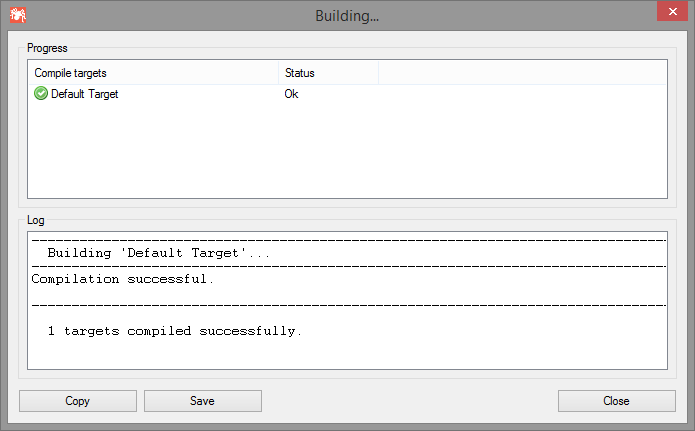 Building...
Progress
Compile targets Status
Default Target Ok
Log
--------------------------------------------------------------------------------
Building 'Default Target'...
--------------------------------------------------------------------------------
Compilation successful.
--------------------------------------------------------------------------------
1 targets compiled successfully.
Copy Save Close